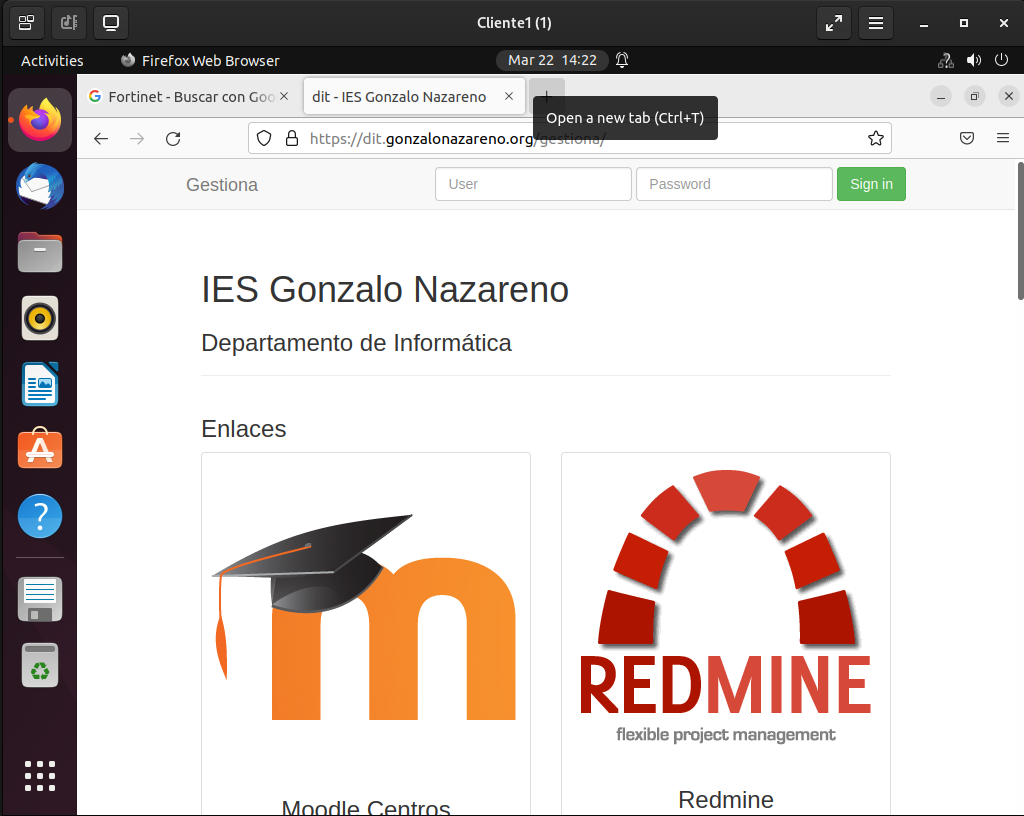 Cliente1 (1)
Activities
Firefox Web Browser
Mar 22 14:22
Fortinet - Buscar con Goo
dit - IES Gonzalo Nazareno
Open a new tab (Ctrl+T)
https://dit.gonzalonazareno.org/gestiona/
Gestiona
User
Password
Sign in
IES Gonzalo Nazareno
Departamento de Informática
Enlaces
REDMINE
flexible project management
Moodle Centros
Redmine